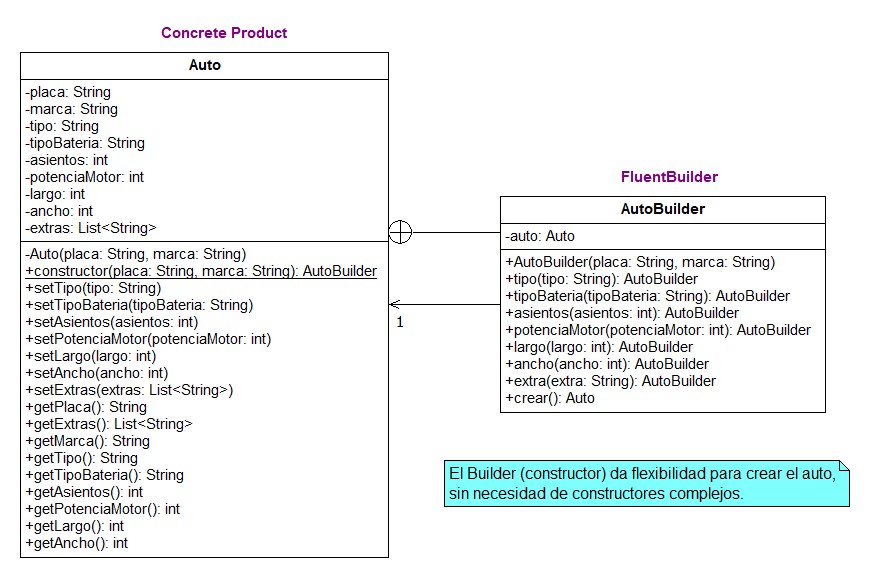 Concrete Product
Auto
-placa: String
-marca: String
-tipo: String
-tipoBateria: String
-asientos: int
-potenciaMotor: int
-largo: int
-ancho: int
-extras: List<String>
-Auto(placa: String, marca: String)
+constructor(placa: String, marca: String): AutoBuilder
+setTipo(tipo: String)
+setTipoBateria(tipoBateria: String)
+setAsientos(asientos: int)
+setPotenciaMotor(potenciaMotor: int)
+setLargo(largo: int)
+setAncho(ancho: int)
+setExtras(extras: List<String>)
+getPlaca(): String
+getExtras(): List<String>
+getMarca(): String
+getTipo(): String
+getTipoBateria(): String
+getAsientos(): int
+getPotenciaMotor(): int
+getLargo(): int
+getAncho(): int
1
FluentBuilder
AutoBuilder
-auto: Auto
+AutoBuilder(placa: String, marca: String)
+tipo(tipo: String): AutoBuilder
+tipoBateria(tipoBateria: String): AutoBuilder
+asientos(asientos: int): AutoBuilder
+potenciaMotor(potenciaMotor: int): AutoBuilder
+largo(largo: int): AutoBuilder
+ancho(ancho: int): AutoBuilder
+extra(extra: String): AutoBuilder
+crear(): Auto
El Builder (constructor) da flexibilidad para crear el auto,
sin necesidad de constructores complejos.